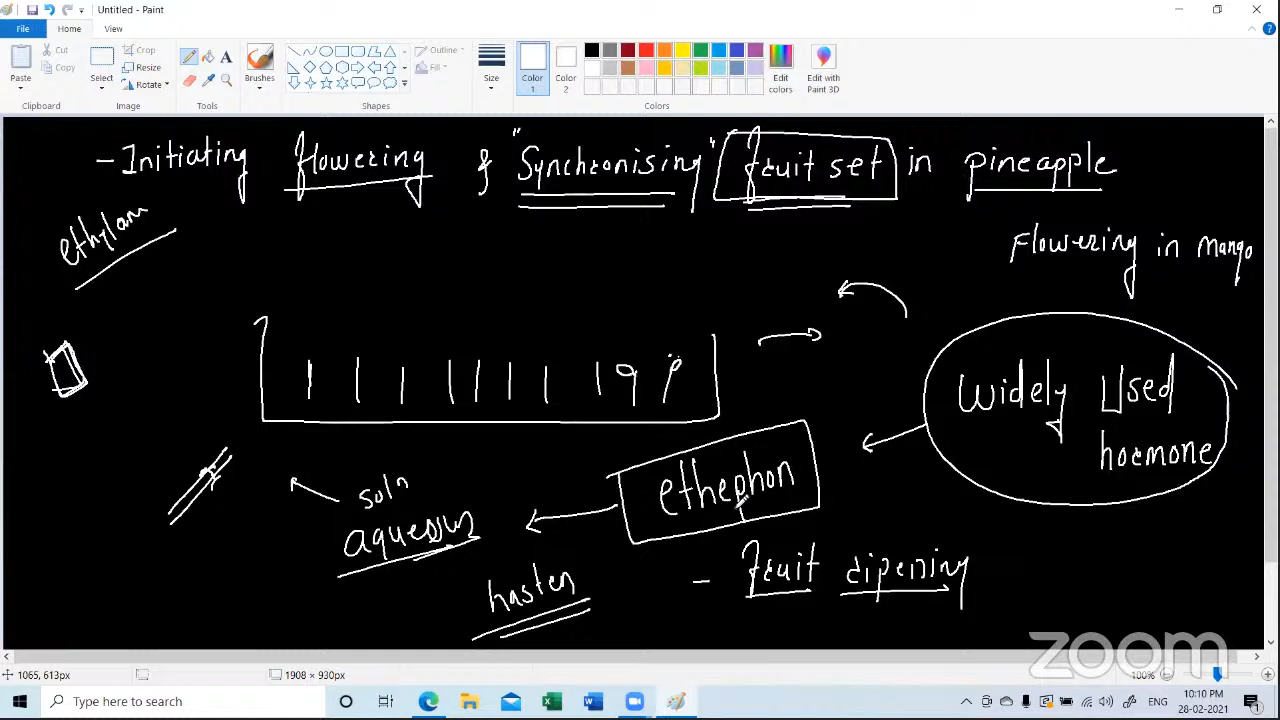 Untitled - Paint
File
Home
View
Paste
Cut
Copy
Clipboard
Select
Crop
Resize
Rotate
Image
Tools
Brushes
Outline
Fill
Shapes
Size
Color 1
Color 2
Edit colors
Edit with Paint 3D
Colors
- Initiating flowering & "Synchronising" fruit set in pineapple
Flowering in mango
Widely Used
hormone
ethephon
soln
aqueous
hasten
- fruit ripening
zoom
1065, 613px
1908 × 930px
100%
Type here to search
ENG
10:10 PM
28-02-2021